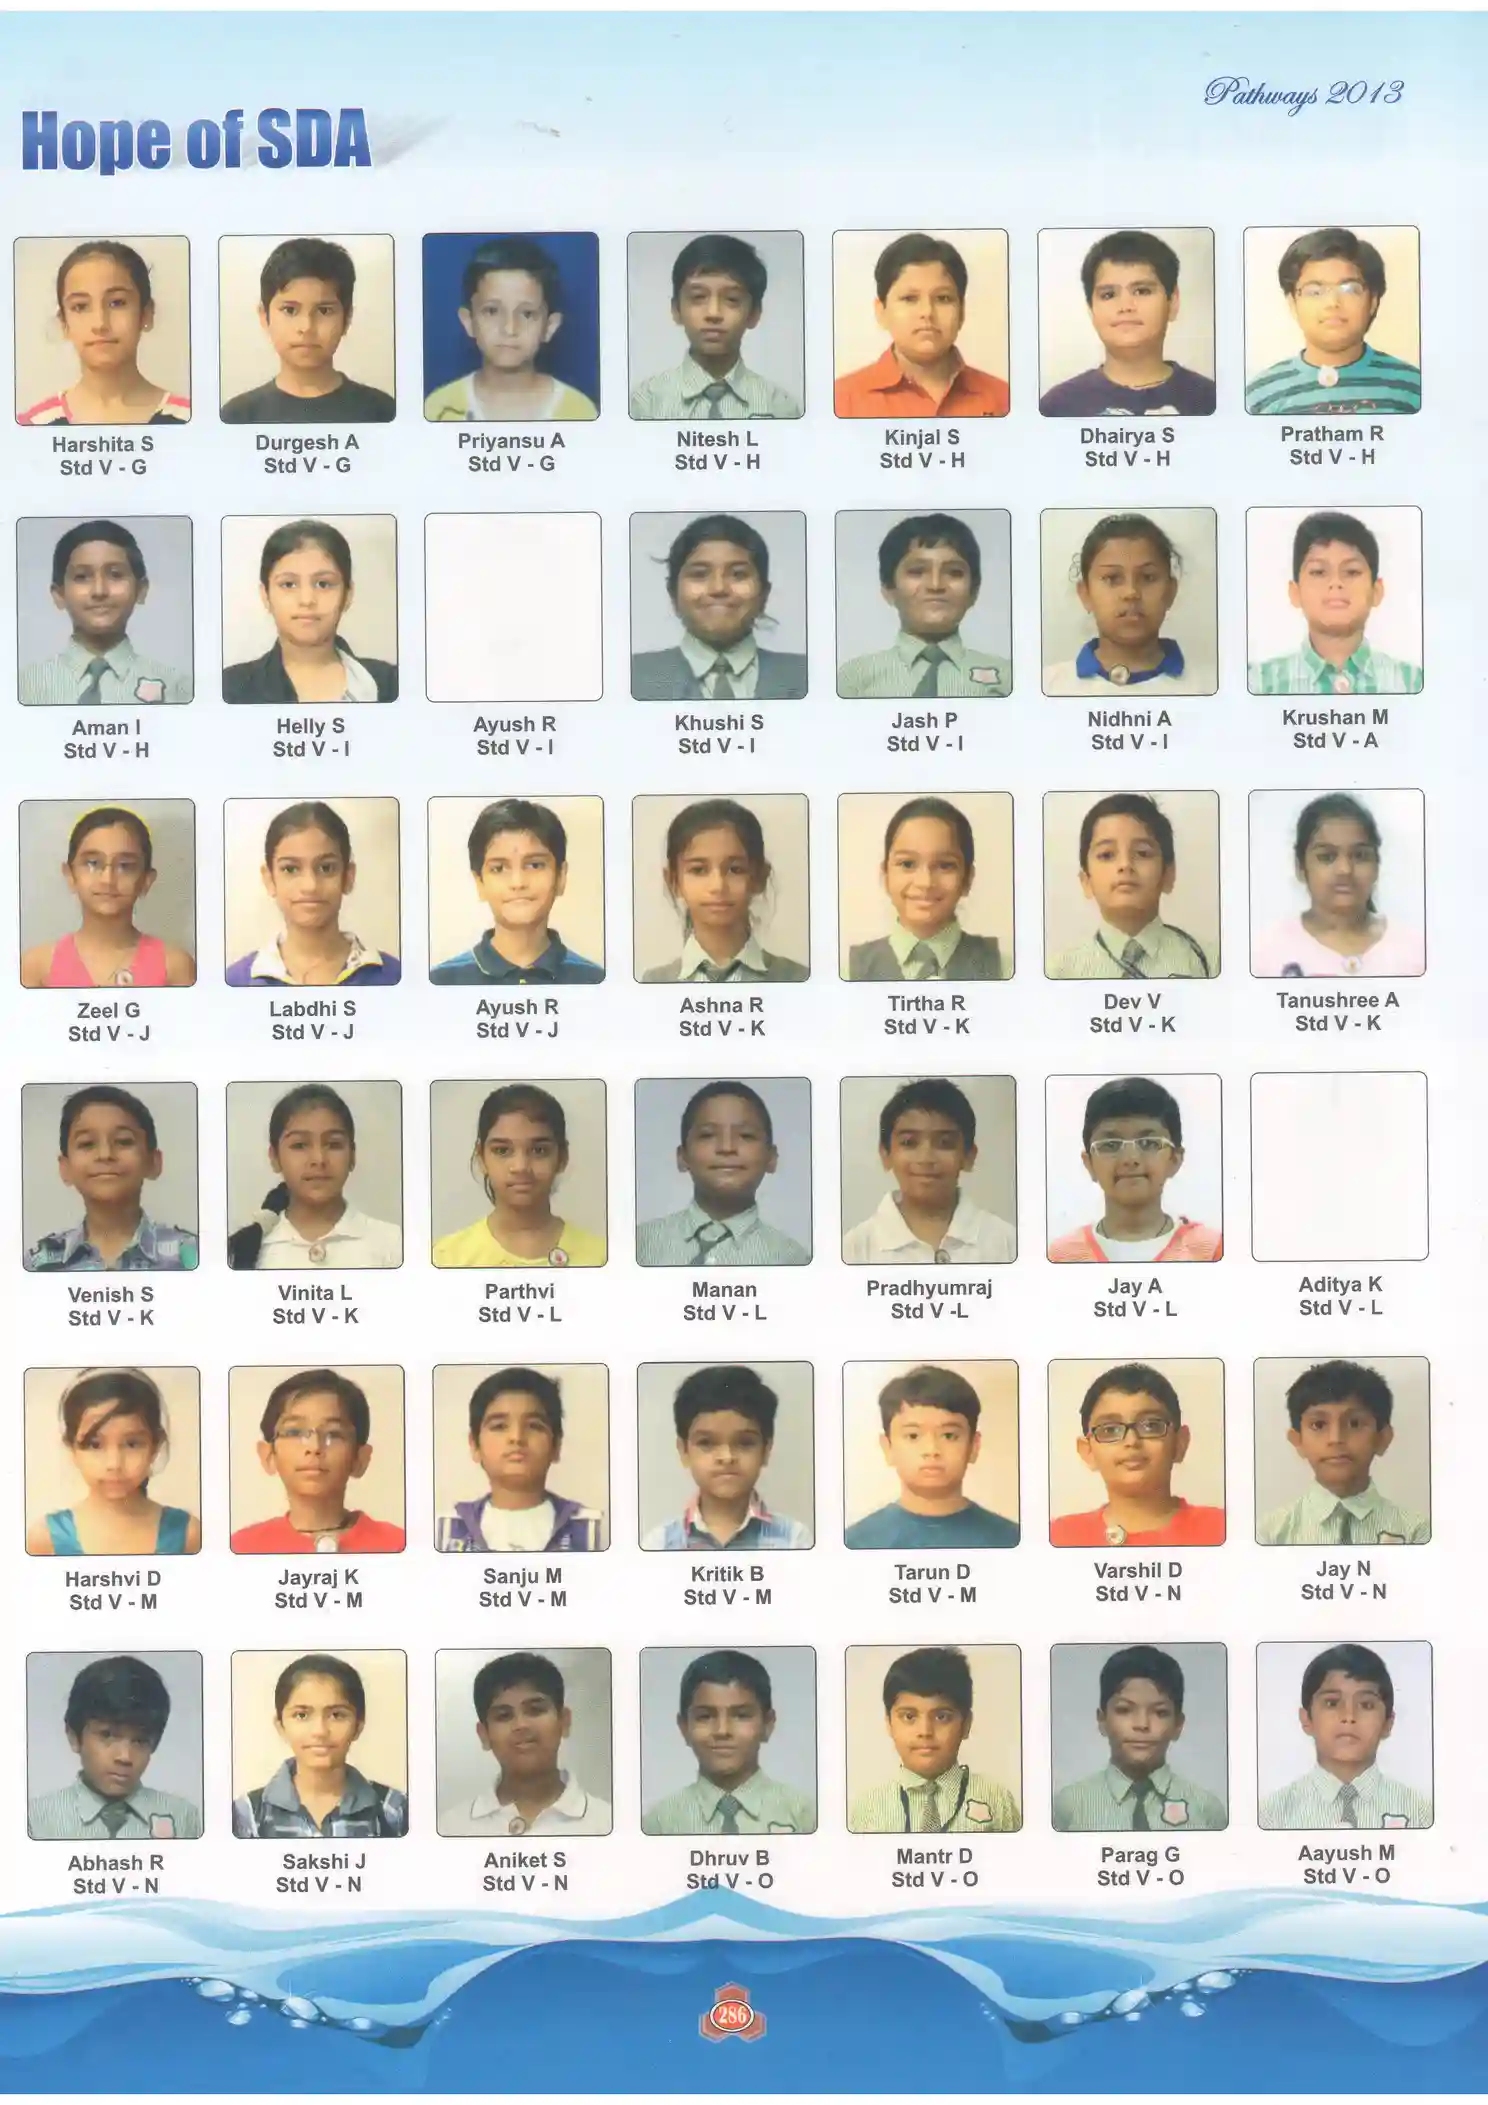 Pathways 2013
Hope of SDA
Harshita S
Std V - G
Durgesh A
Std V - G
Priyansu A
Std V - G
Nitesh L
Std V - H
Kinjal S
Std V - H
Dhairya S
Std V - H
Pratham R
Std V - H
Aman I
Std V - H
Helly S
Std V - I
Ayush R
Std V - I
Khushi S
Std V - I
Jash P
Std V - I
Nidhni A
Std V - I
Krushan M
Std V - A
Zeel G
Std V - J
Labdhi S
Std V - J
Ayush R
Std V - J
Ashna R
Std V - K
Tirtha R
Std V - K
Dev V
Std V - K
Tanushree A
Std V - K
Venish S
Std V - K
Vinita L
Std V - K
Parthvi
Std V - L
Manan
Std V - L
Pradhyumraj
Std V -L
Jay A
Std V - L
Aditya K
Std V - L
Harshvi D
Std V - M
Jayraj K
Std V - M
Sanju M
Std V - M
Kritik B
Std V - M
Tarun D
Std V - M
Varshil D
Std V - N
Jay N
Std V - N
Abhash R
Std V - N
Sakshi J
Std V - N
Aniket S
Std V - N
Dhruv B
Std V - O
Mantr D
Std V - O
Parag G
Std V - O
Aayush M
Std V - O
286